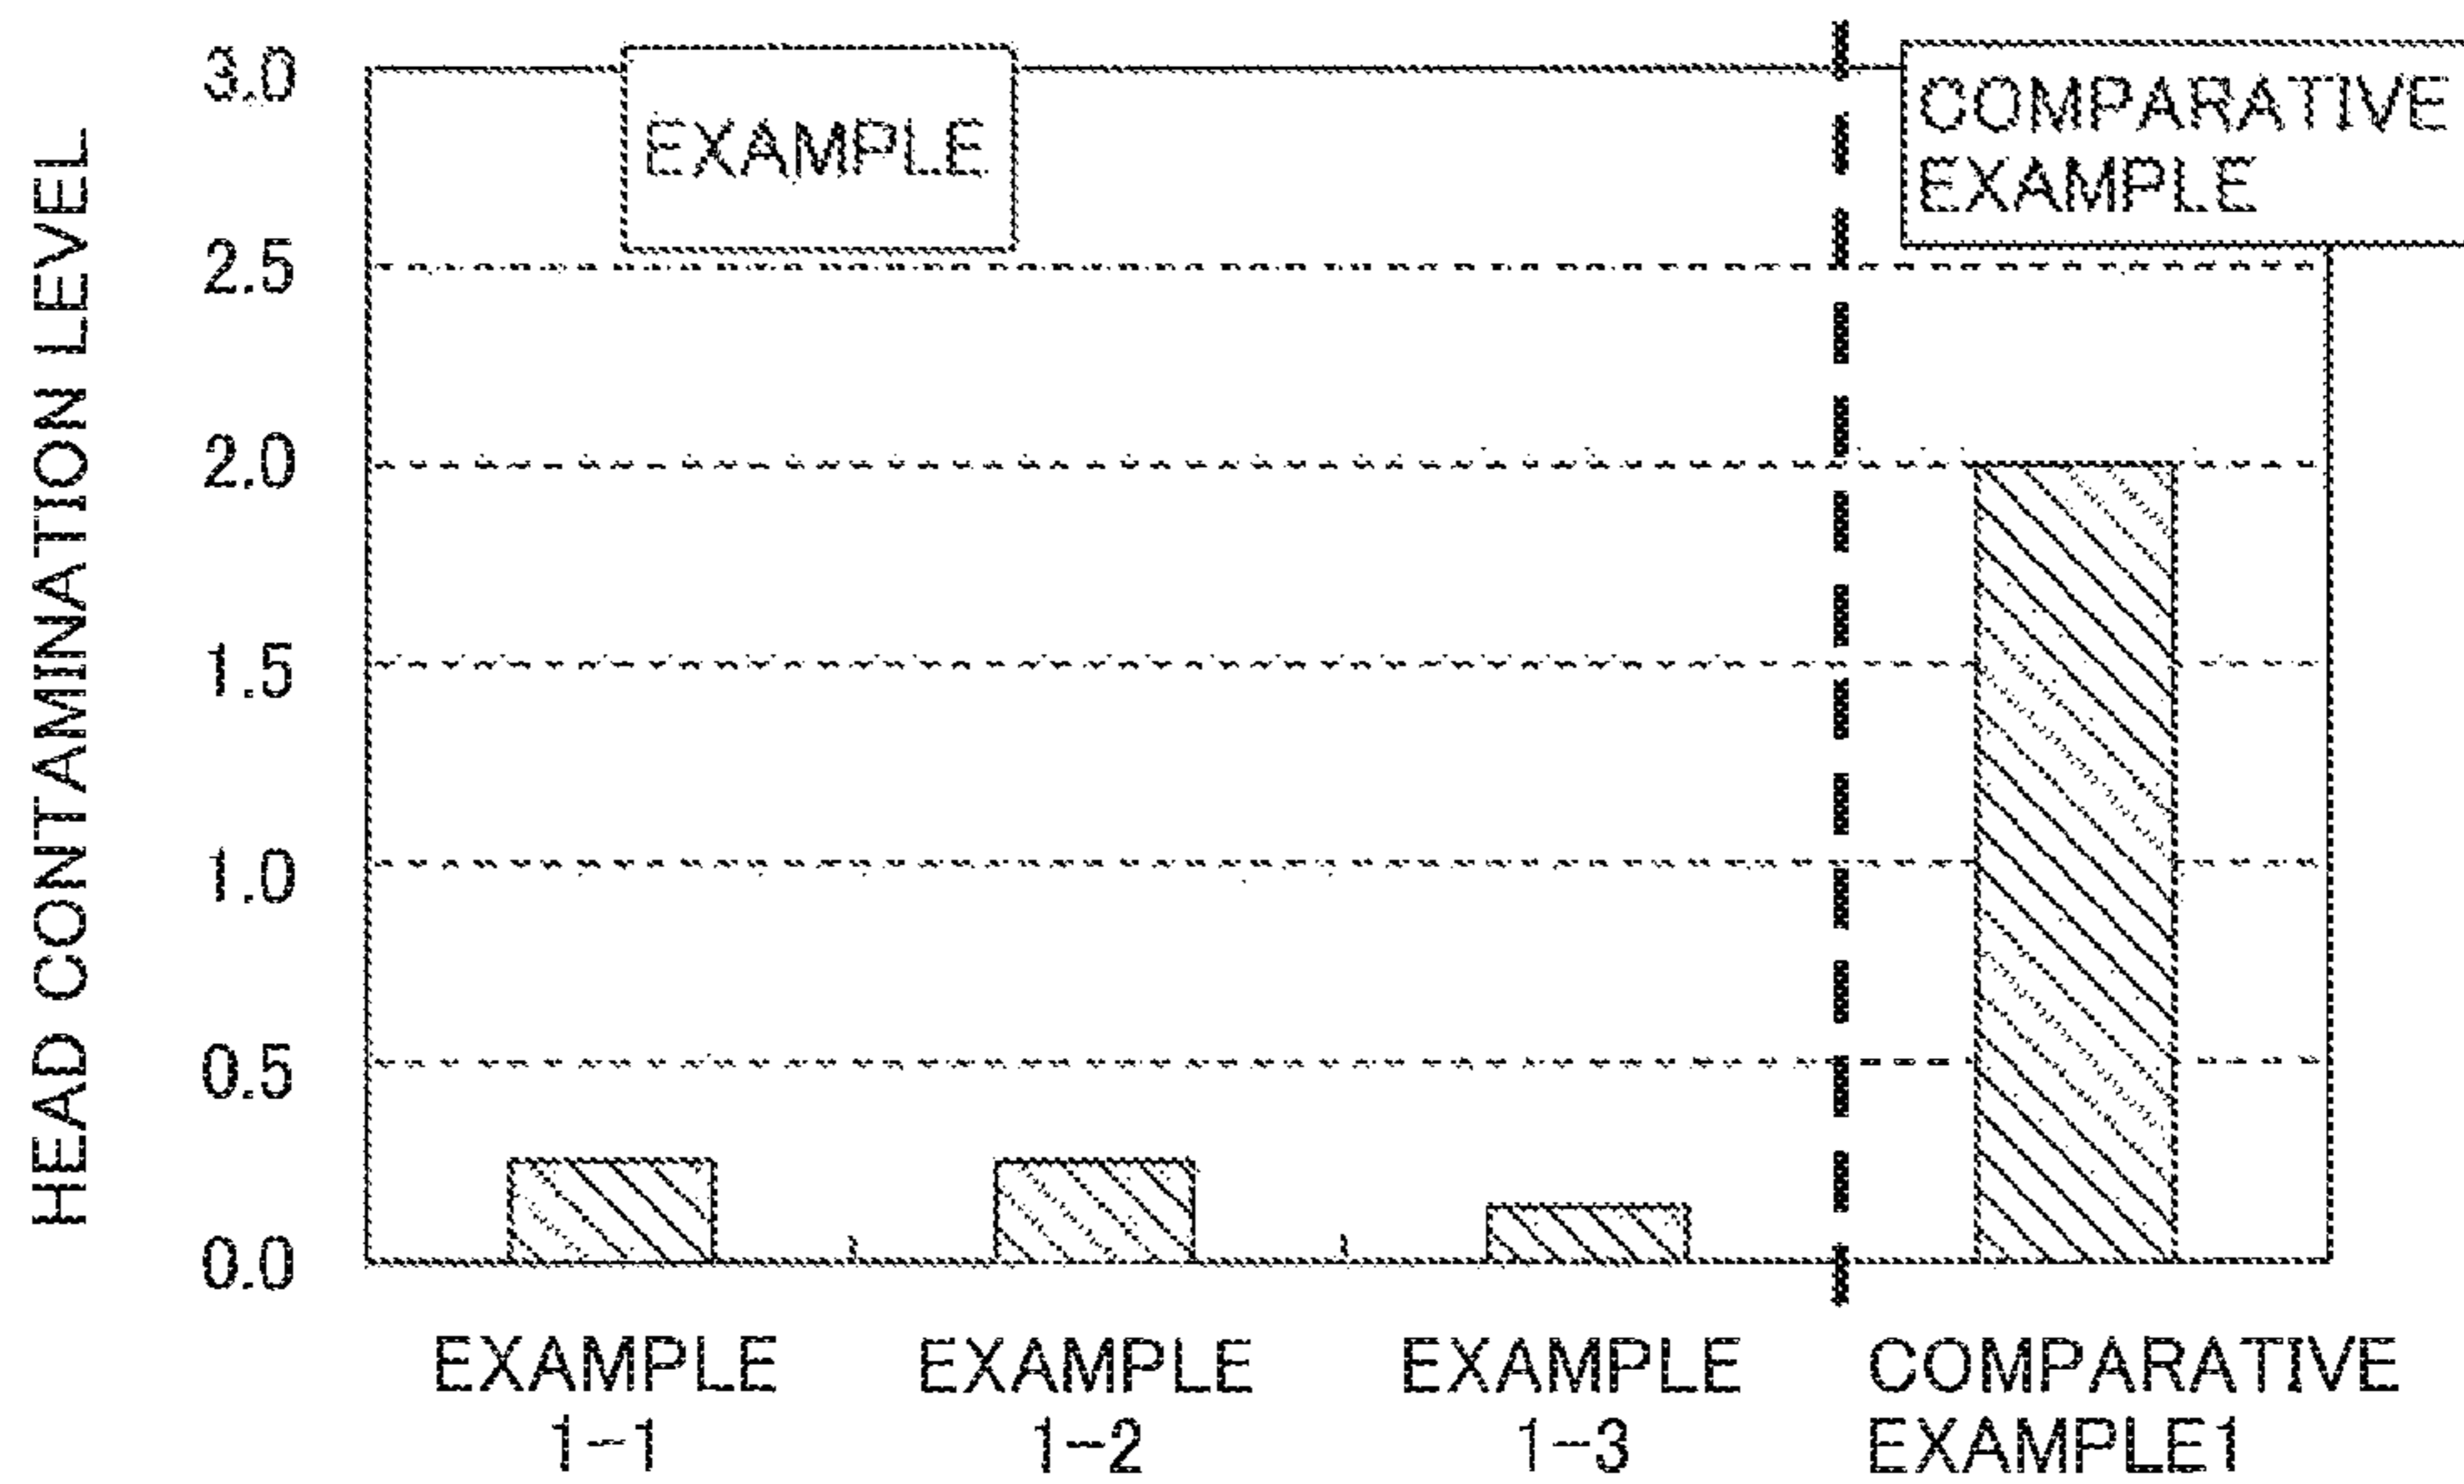 HEAD CONTAMINATION LEVEL
3.0
2.5
2.0
1.5
1.0
0.5
0.0
EXAMPLE
COMPARATIVE
EXAMPLE
EXAMPLE
1-1
EXAMPLE
1-2
EXAMPLE
1-3
COMPARATIVE
EXAMPLE1